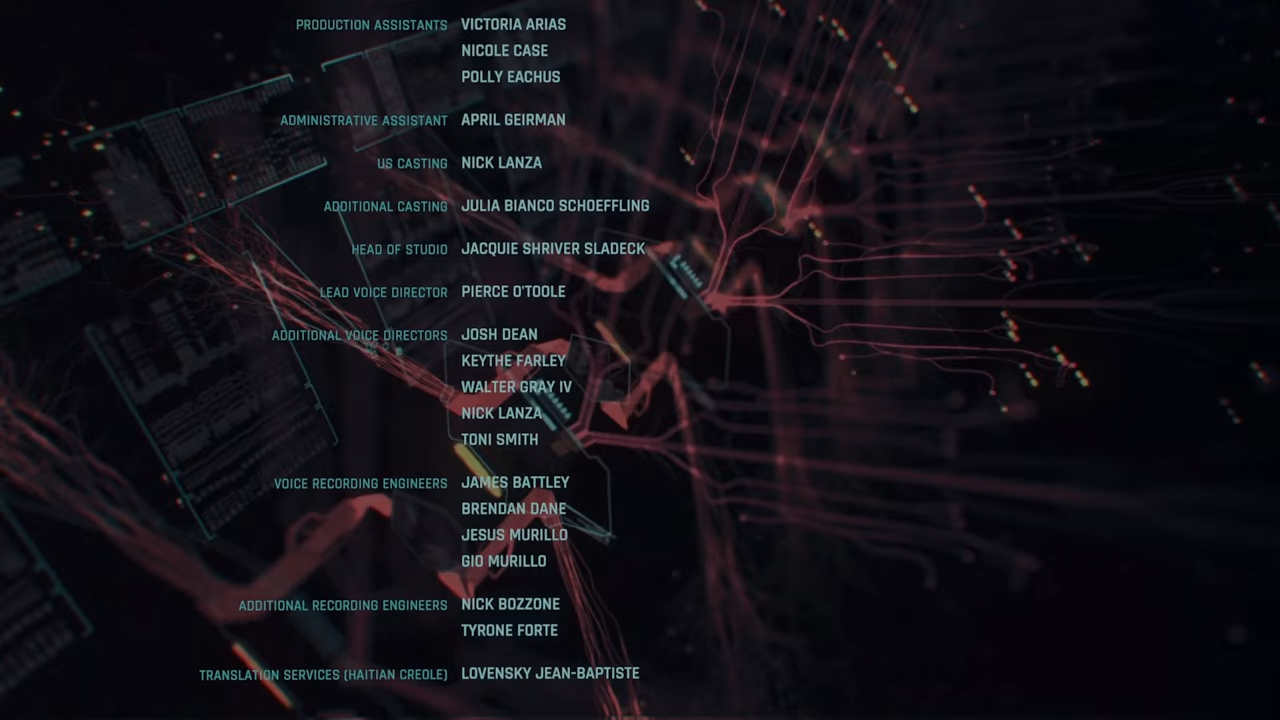 PRODUCTION ASSISTANTS VICTORIA ARIAS
NICOLE CASE
POLLY EACHUS
ADMINISTRATIVE ASSISTANT APRIL GEIRMAN
US CASTING NICK LANZA
ADDITIONAL CASTING JULIA BIANCO SCHOEFFLING
HEAD OF STUDIO JACQUIE SHRIVER SLADECK
LEAD VOICE DIRECTOR PIERCE O'TOOLE
ADDITIONAL VOICE DIRECTORS JOSH DEAN
KEYTHE FARLEY
WALTER GRAY IV
NICK LANZA
TONI SMITH
VOICE RECORDING ENGINEERS JAMES BATTLEY
BRENDAN DANE
JESUS MURILLO
GIO MURILLO
ADDITIONAL RECORDING ENGINEERS NICK BOZZONE
TYRONE FORTE
TRANSLATION SERVICES (HAITIAN CREOLE) LOVENSKY JEAN-BAPTISTE